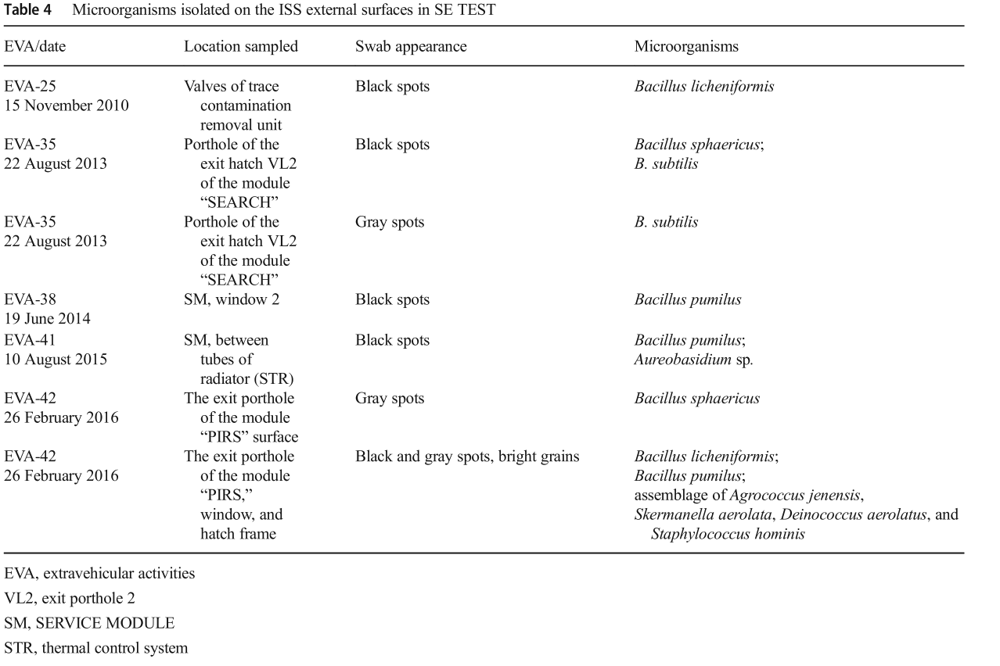 Table 4 Microorganisms isolated on the ISS external surfaces in SE TEST
EVA/date Location sampled Swab appearance Microorganisms
EVA-25 Valves of trace Black spots Bacillus licheniformis
15 November 2010 contamination
removal unit
EVA-35 Porthole of the Black spots Bacillus sphaericus;
22 August 2013 exit hatch VL2 B. subtilis
of the module
“SEARCH”
EVA-35 Porthole of the Gray spots B. subtilis
22 August 2013 exit hatch VL2
of the module
“SEARCH”
EVA-38 SM, window 2 Black spots Bacillus pumilus
19 June 2014
EVA-41 SM, between Black spots Bacillus pumilus;
10 August 2015 tubes of Aureobasidium sp.
radiator (STR)
EVA-42 The exit porthole Gray spots Bacillus sphaericus
26 February 2016 of the module
“PIRS” surface
EVA-42 The exit porthole Black and gray spots, bright grains Bacillus licheniformis;
26 February 2016 of the module Bacillus pumilus;
“PIRS,” assemblage of Agrococcus jenensis,
window, and Skermanella aerolata, Deinococcus aerolatus, and
hatch frame Staphylococcus hominis
EVA, extravehicular activities
VL2, exit porthole 2
SM, SERVICE MODULE
STR, thermal control system